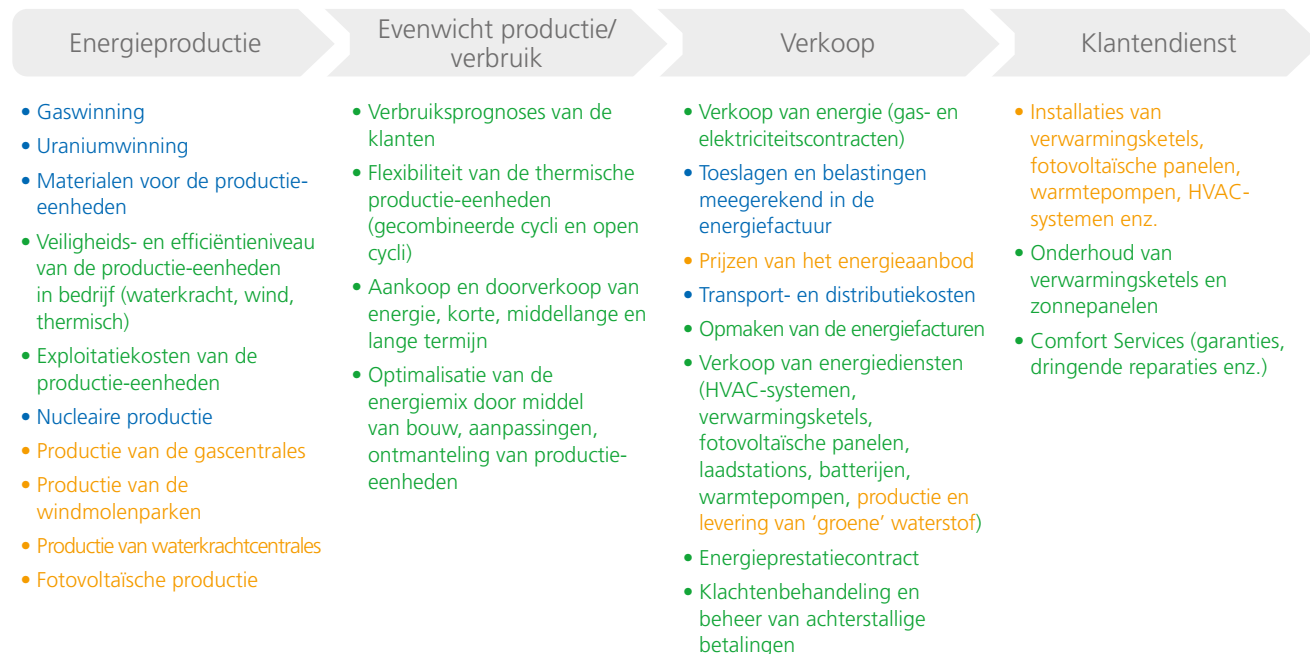 Energieproductie
• Gaswinning
• Uraniumwinning
• Materialen voor de productie-
eenheden
• Veiligheids- en efficiëntieniveau
van de productie-eenheden
in bedrijf (waterkracht, wind,
thermisch)
• Exploitatiekosten van de
productie-eenheden
• Nucleaire productie
• Productie van de gascentrales
• Productie van de
windmolenparken
• Productie van waterkrachtcentrales
• Fotovoltaïsche productie
Evenwicht productie/
verbruik
• Verbruiksprognoses van de
klanten
• Flexibiliteit van de thermische
productie-eenheden
(gecombineerde cycli en open
cycli)
• Aankoop en doorverkoop van
energie, korte, middellange en
lange termijn
• Optimalisatie van de
energiemix door middel
van bouw, aanpassingen,
ontmanteling van productie-
eenheden
Verkoop
• Verkoop van energie (gas- en
elektriciteitscontracten)
• Toeslagen en belastingen
meegerekend in de
energiefactuur
• Prijzen van het energieaanbod
• Transport- en distributiekosten
• Opmaken van de energiefacturen
• Verkoop van energiediensten
(HVAC-systemen,
verwarmingsketels,
fotovoltaïsche panelen,
laadstations, batterijen,
warmtepompen, productie en
levering van ‘groene’ waterstof)
• Energieprestatiecontract
• Klachtenbehandeling en
beheer van achterstallige
betalingen
Klantendienst
• Installaties van
verwarmingsketels,
fotovoltaïsche panelen,
warmtepompen, HVAC-
systemen enz.
• Onderhoud van
verwarmingsketels en
zonnepanelen
• Comfort Services (garanties,
dringende reparaties enz.)